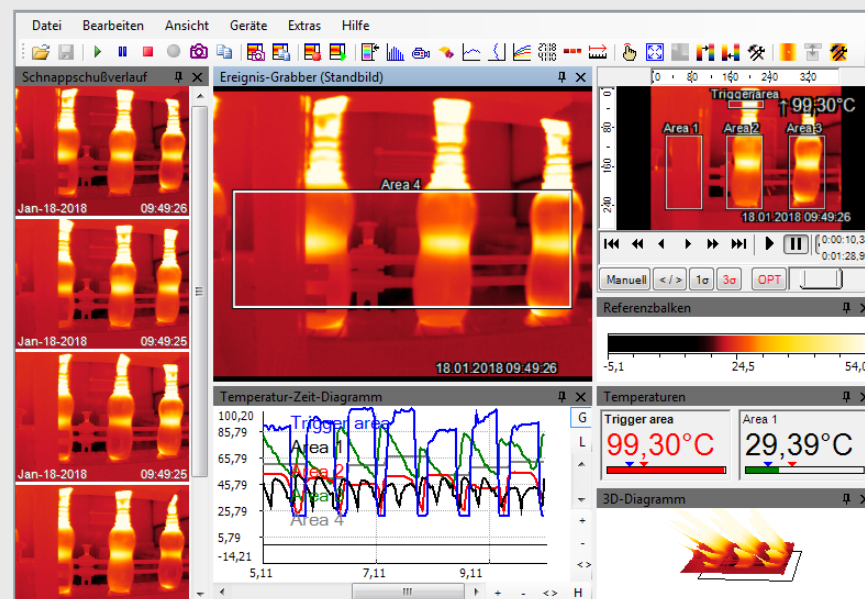 Datei Bearbeiten Ansicht Geräte Extras Hilfe
Schnappschußverlauf
Jan-18-2018 09:49:26
Jan-18-2018 09:49:25
Jan-18-2018 09:49:25
Ereignis-Grabber (Standbild)
Area 4
18.01.2018 09:49:26
Temperatur-Zeit-Diagramm
100,20
85,79
65,79
45,79
25,79
5,79
-14,21
Trigger area
Area 1
Area 2
Area 4
5,11 7,11 9,11
G
L
+
-
<>
+ - <> H
0 80 160 240 320
0
80
160
240
Triggerarea
↑99,30°C
Area 1 Area 2 Area 3
18.01.2018 09:49:26
0:00:10,3
0:01:28,9
Manuell </> 1σ 3σ OPT
Referenzbalken
-5,1 24,5 54,0
Temperaturen
Trigger area
99,30°C
Area 1
29,39°C
3D-Diagramm